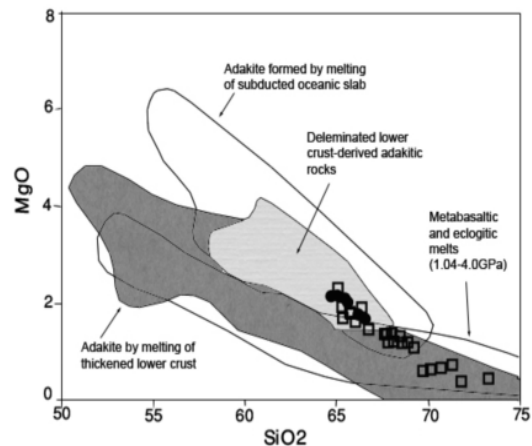 8
6
4
2
0
MgO
Adakite formed by melting
of subducted oceanic slab
Deleminated lower
crust-derived adakitic
rocks
Metabasaltic
and eclogitic
melts
(1.04-4.0GPa)
Adakite by melting of
thickened lower crust
50
55
60
65
70
75
SiO2